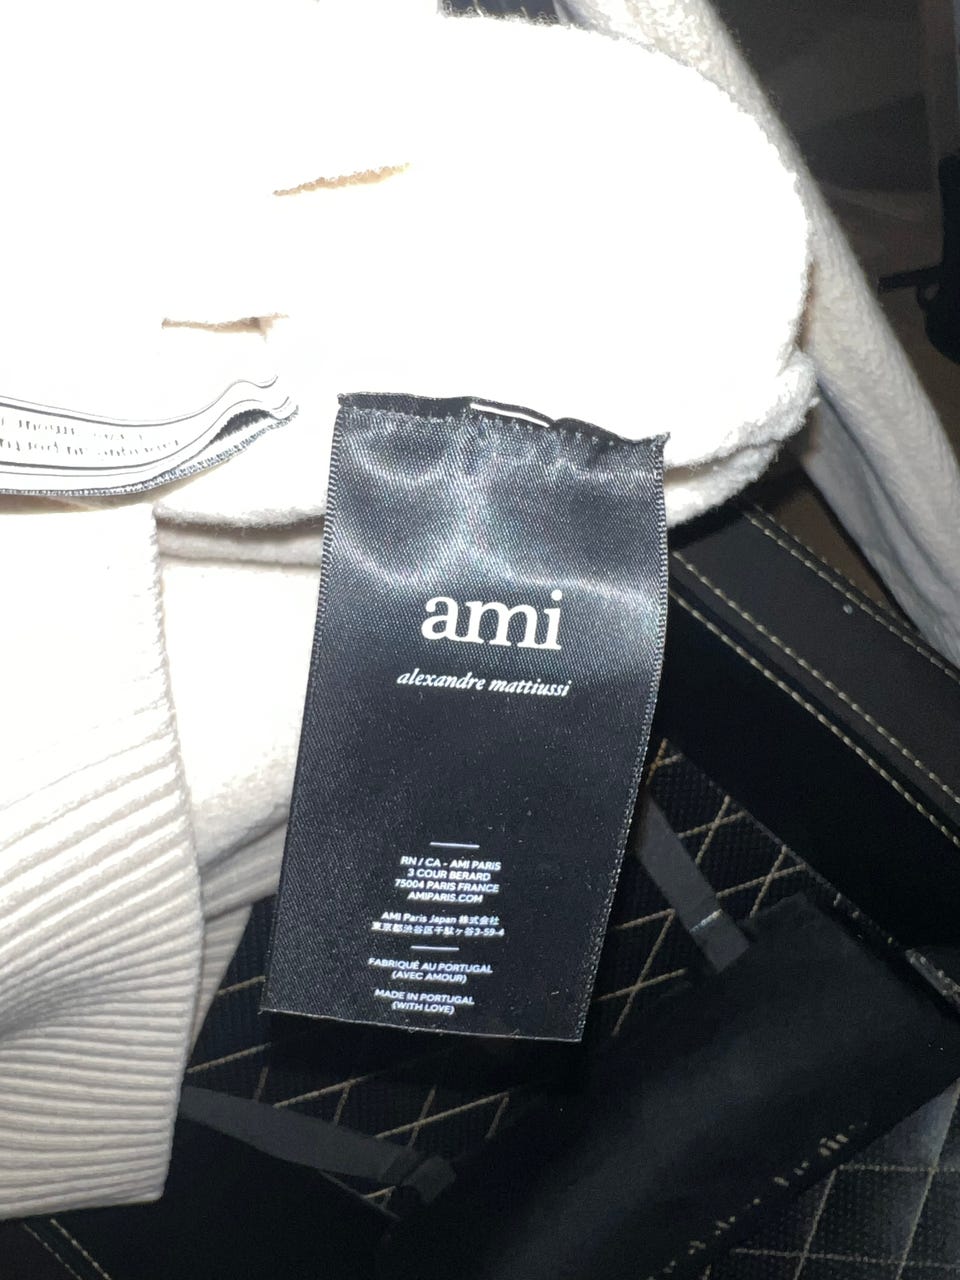 ami
alexandre mattiussi
RN / CA - AMI PARIS
3 COUR BERARD
75004 PARIS FRANCE
AMIPARIS.COM
AMI Paris Japan 株式会社
東京都渋谷区千駄ヶ谷3-59-4
FABRIQUÉ AU PORTUGAL
(AVEC AMOUR)
MADE IN PORTUGAL
(WITH LOVE)